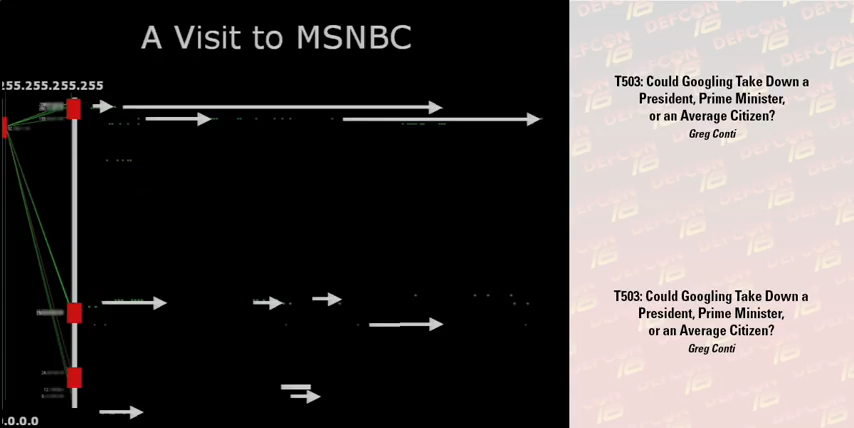 A Visit to MSNBC
255.255.255.255
0.0.0.0
T503: Could Googling Take Down a
President, Prime Minister,
or an Average Citizen?
Greg Conti
T503: Could Googling Take Down a
President, Prime Minister,
or an Average Citizen?
Greg Conti
DEFCON
16